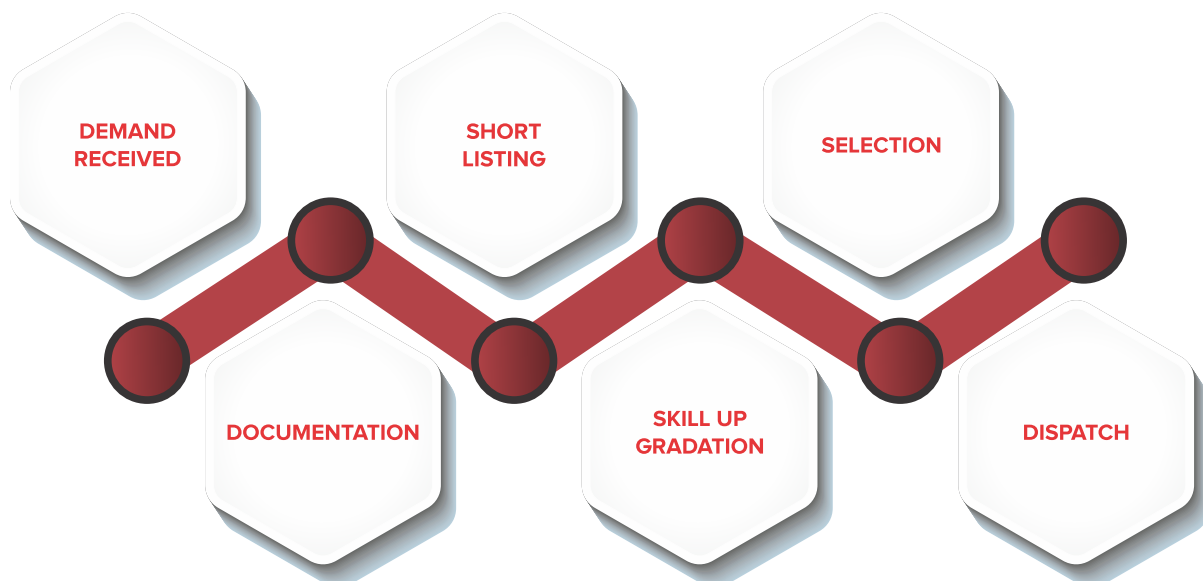 DEMAND
RECEIVED
DOCUMENTATION
SHORT
LISTING
SKILL UP
GRADATION
SELECTION
DISPATCH